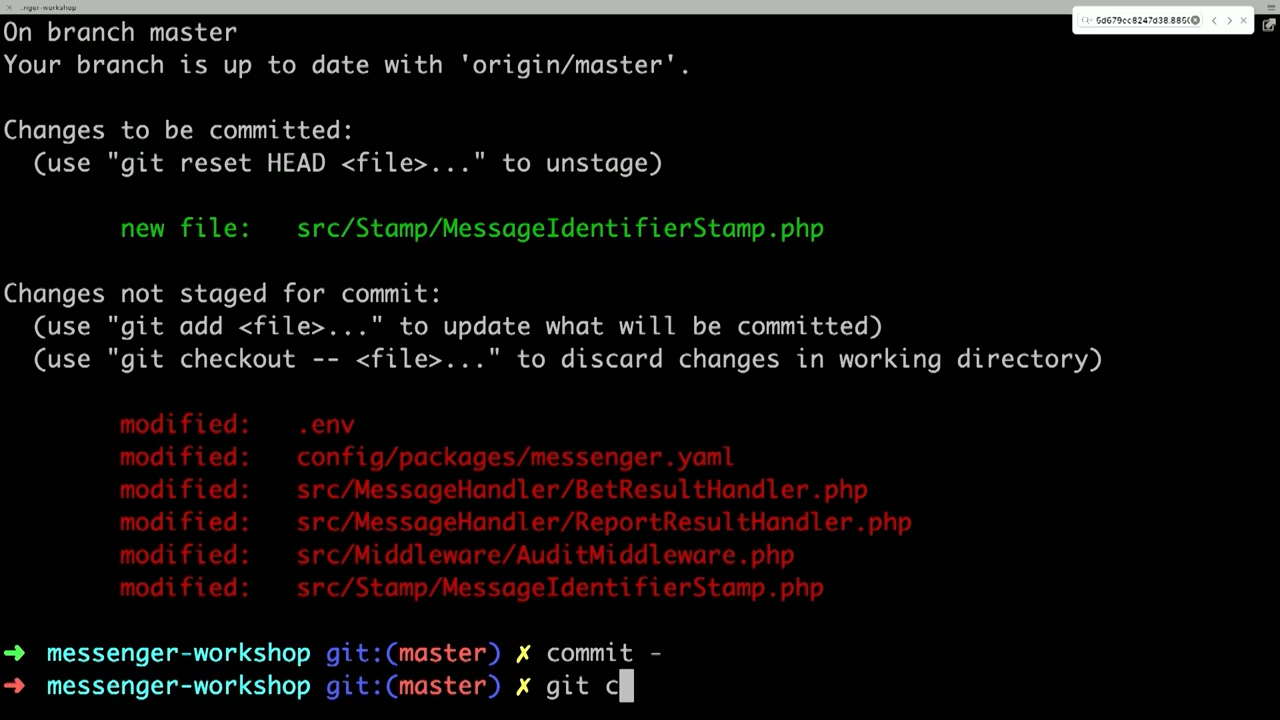 ...nger-workshop
5d679cc8247d38.8850
On branch master
Your branch is up to date with 'origin/master'.
Changes to be committed:
  (use "git reset HEAD <file>..." to unstage)
        new file:   src/Stamp/MessageIdentifierStamp.php
Changes not staged for commit:
  (use "git add <file>..." to update what will be committed)
  (use "git checkout -- <file>..." to discard changes in working directory)
        modified:   .env
        modified:   config/packages/messenger.yaml
        modified:   src/MessageHandler/BetResultHandler.php
        modified:   src/MessageHandler/ReportResultHandler.php
        modified:   src/Middleware/AuditMiddleware.php
        modified:   src/Stamp/MessageIdentifierStamp.php
➜  messenger-workshop git:(master) ✗ commit -
➜  messenger-workshop git:(master) ✗ git c